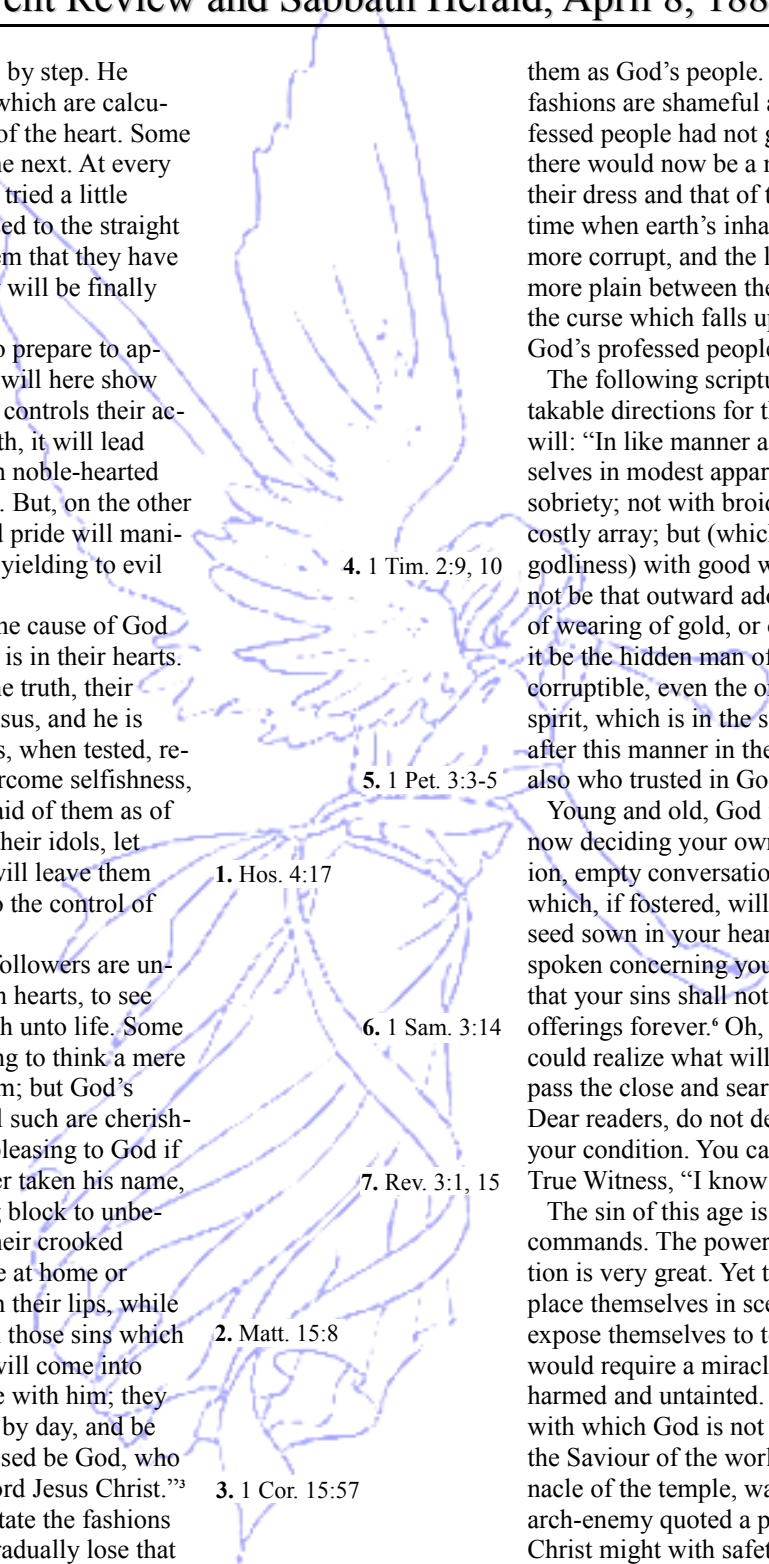 ent Review and Sabbath Herald, April 8, 188
by step. He
which are calcu-
of the heart. Some
he next. At every
tried a little
ed to the straight
em that they have
will be finally
o prepare to ap-
will here show
controls their ac-
th, it will lead
n noble-hearted
. But, on the other
d pride will mani-
yielding to evil
he cause of God
is in their hearts.
he truth, their
sus, and he is
s, when tested, re-
rcome selfishness,
aid of them as of
heir idols, let
will leave them
o the control of
followers are un-
n hearts, to see
h unto life. Some
ng to think a mere
m; but God’s
l such are cherish-
leasing to God if
er taken his name,
g block to unbe-
heir crooked
e at home or
n their lips, while
those sins which
will come into
e with him; they
by day, and be
sed be God, who
ord Jesus Christ.”³
tate the fashions
radually lose that
4. 1 Tim. 2:9, 10
5. 1 Pet. 3:3-5
1. Hos. 4:17
6. 1 Sam. 3:14
7. Rev. 3:1, 15
2. Matt. 15:8
3. 1 Cor. 15:57
them as God’s people.
fashions are shameful a
fessed people had not g
there would now be a m
their dress and that of t
time when earth’s inha
more corrupt, and the l
more plain between the
the curse which falls up
God’s professed people
The following scriptu
takable directions for th
will: “In like manner a
selves in modest appar
sobriety; not with broid
costly array; but (which
godliness) with good w
not be that outward ado
of wearing of gold, or o
it be the hidden man of
corruptible, even the o
spirit, which is in the s
after this manner in the
also who trusted in Go
Young and old, God
now deciding your own
ion, empty conversatio
which, if fostered, will
seed sown in your hear
spoken concerning you
that your sins shall not
offerings forever.⁶ Oh,
could realize what will
pass the close and sear
Dear readers, do not de
your condition. You ca
True Witness, “I know
The sin of this age is
commands. The power
tion is very great. Yet t
place themselves in sce
expose themselves to t
would require a miracl
harmed and untainted.
with which God is not
the Saviour of the worl
nacle of the temple, wa
arch-enemy quoted a p
Christ might with safet